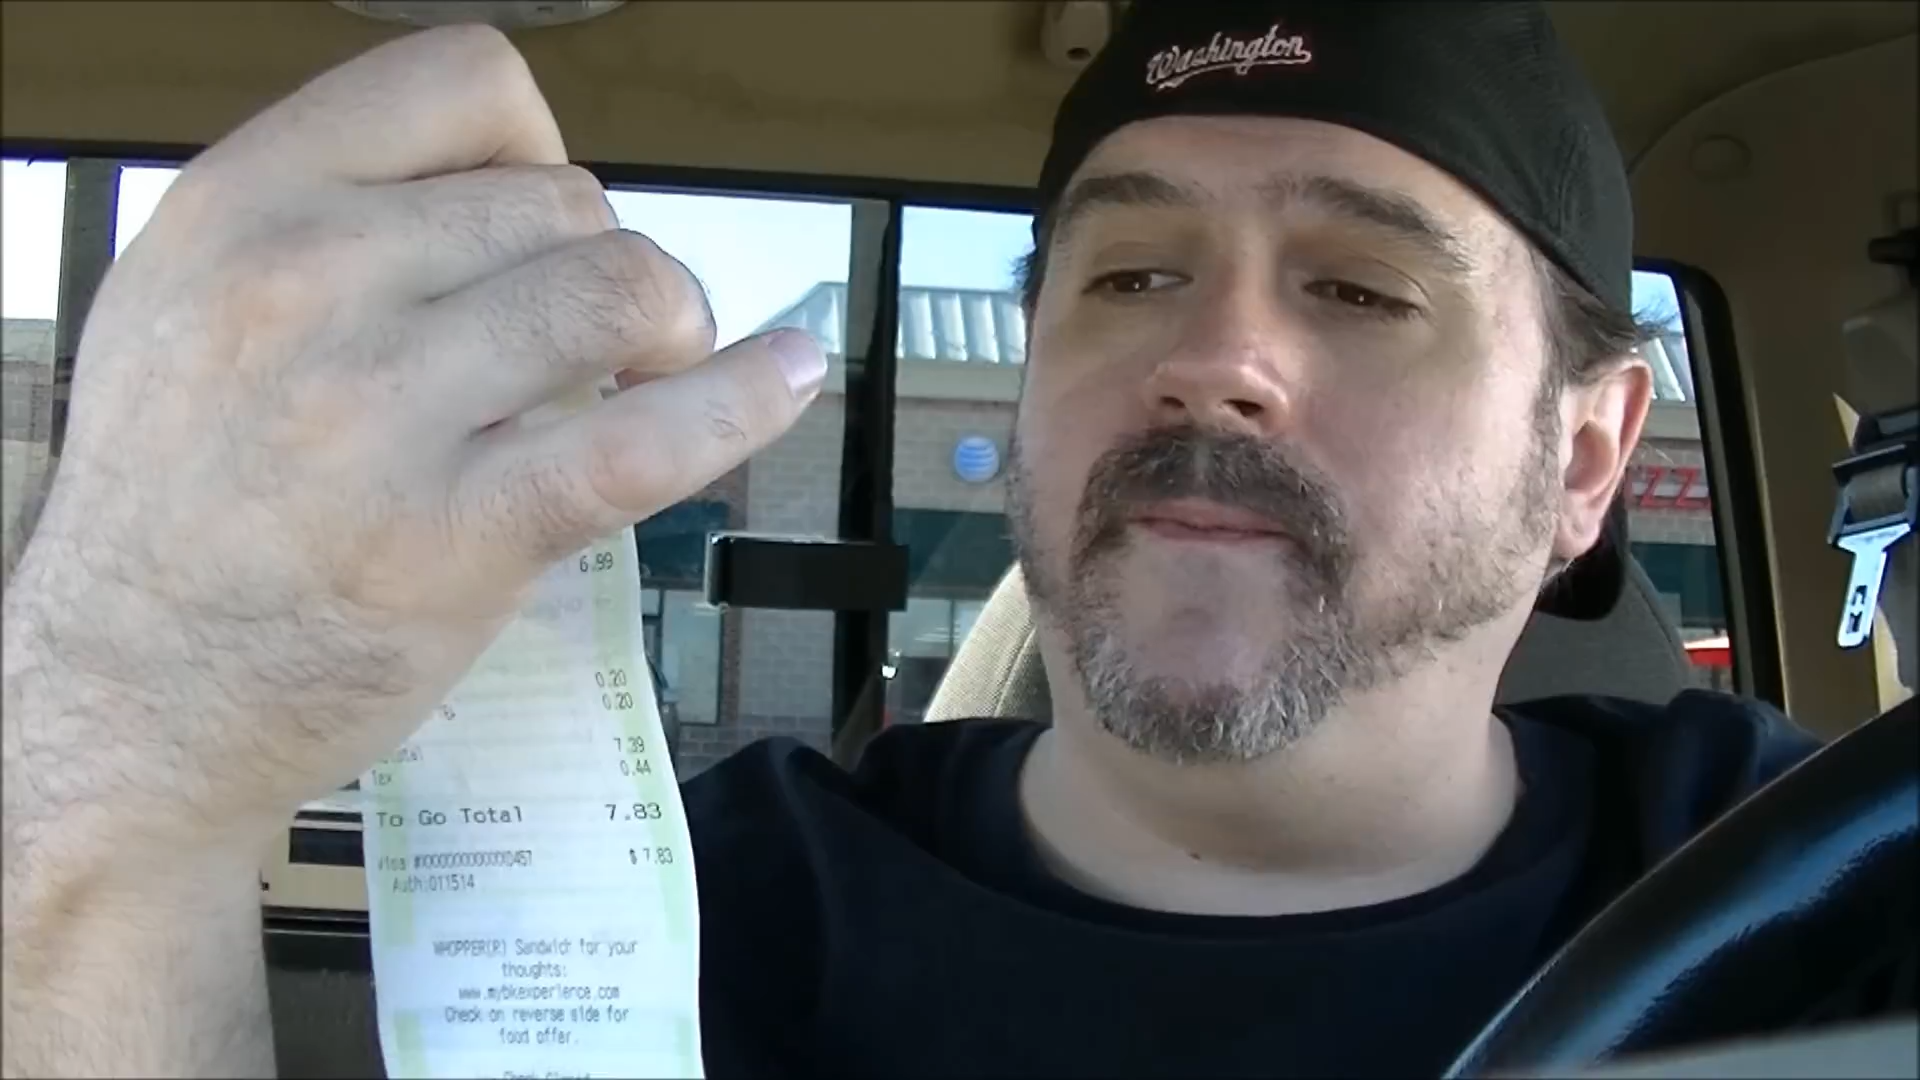 Washington
ZZ
6.99
0.20
0.20
7.39
Tax 0.44
To Go Total 7.83
Visa $ 7.83
Auth:011514
WHOPPER(R) Sandwich for your
thoughts:
www.mybkexperience.com
Check on reverse side for
food offer.